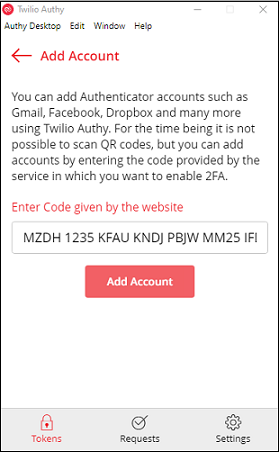 Twilio Authy
Authy Desktop Edit Window Help
Add Account
You can add Authenticator accounts such as
Gmail, Facebook, Dropbox and many more
using Twilio Authy. For the time being it is not
possible to scan QR codes, but you can add
accounts by entering the code provided by the
service in which you want to enable 2FA.
Enter Code given by the website
MZDH 1235 KFAU KNDJ PBJW MM25
Add Account
Tokens Requests Settings